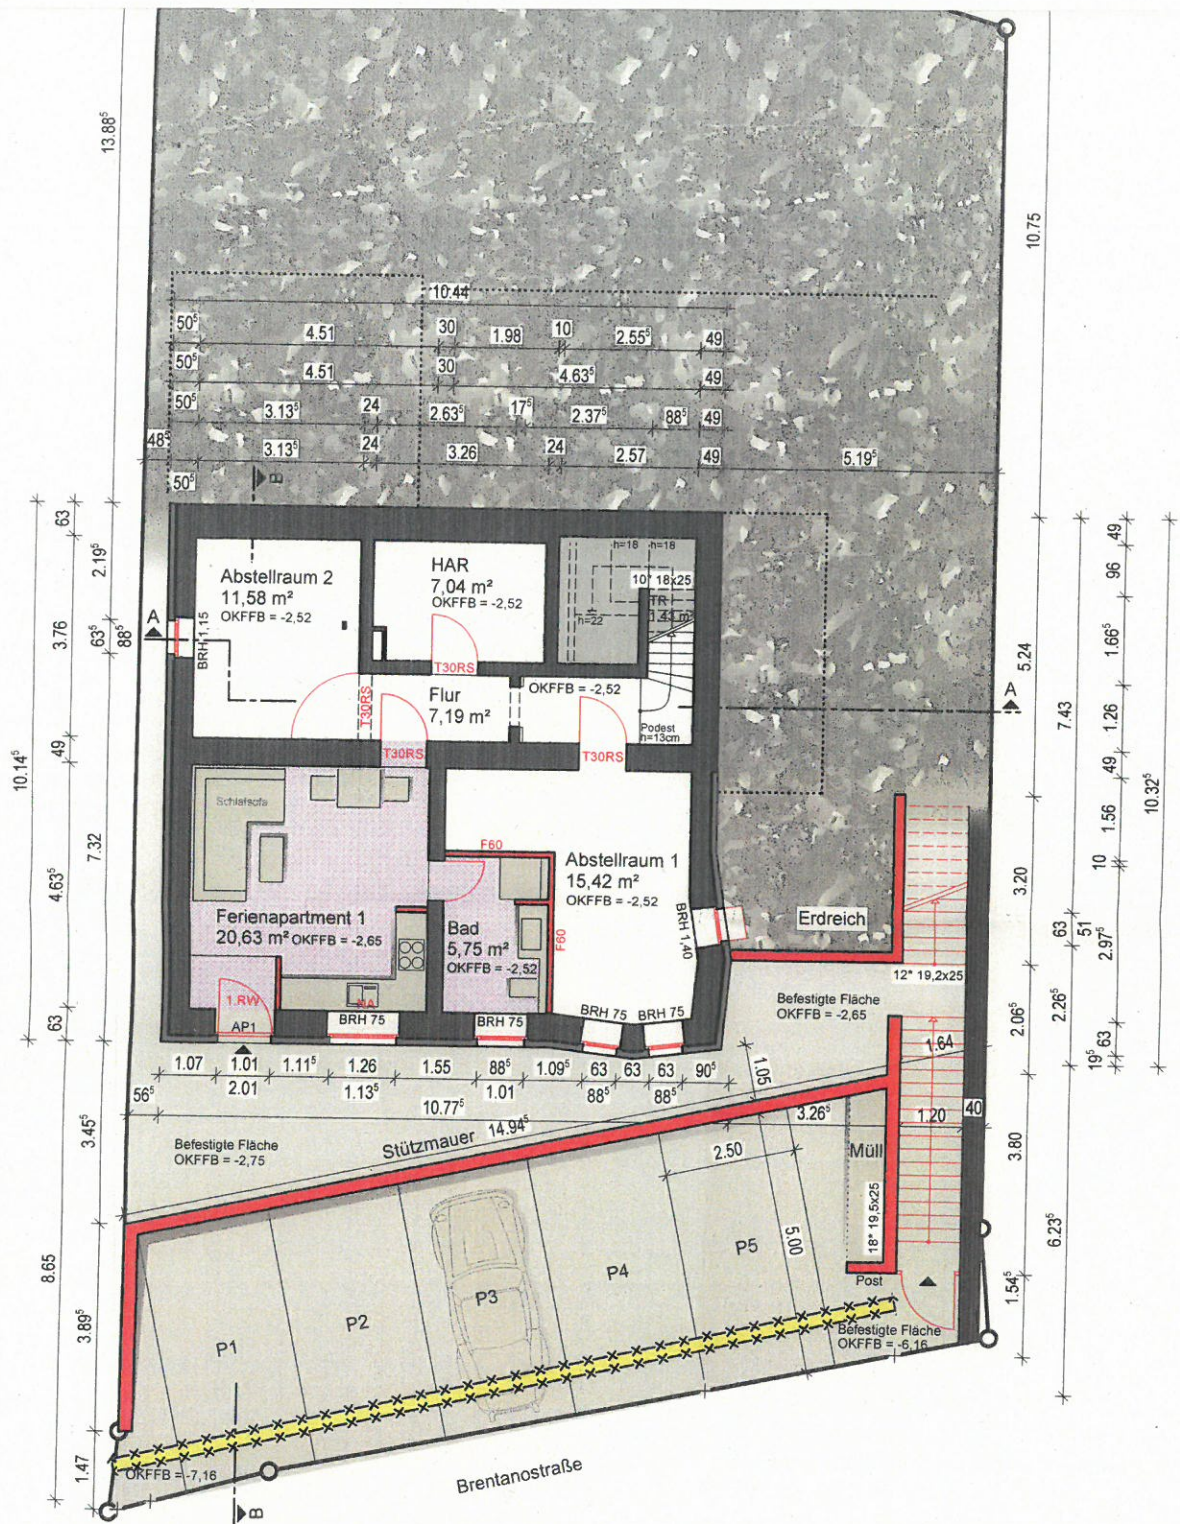 13.88⁵
10.75
10.44
50⁵ 4.51 30 1.98 10 2.55⁵ 49
50⁵ 4.51 30 4.63⁵ 49
50⁵ 3.13⁵ 24 2.63⁵ 17⁵ 2.37⁵ 88⁵ 49
48⁵ 3.13⁵ 24 3.26 24 2.57 49 5.19⁵
50⁵
B
63
2.19⁵
3.76
63⁵
88⁵
49
10.14⁵
7.32
4.63⁵
63
A
BRH 1,15
Abstellraum 2
11,58 m²
OKFFB = -2,52
HAR
7,04 m²
OKFFB = -2,52
h=18 h=18
10* 18x25
TR
1,43 m
h=22
T30RS
T30RS
Flur
7,19 m²
OKFFB = -2,52
Podest
h=13cm
T30RS
T30RS
A
49
96
1.66⁵
5.24
7.43
1.26
49
10.32⁵
1.56
10
3.20
63
51
2.97⁵
2.06⁵
2.26⁵
63
19⁵
Schlafsofa
F60
Abstellraum 1
15,42 m²
OKFFB = -2,52
Ferienapartment 1
20,63 m² OKFFB = -2,65
Bad
5,75 m²
OKFFB = -2,52
F60
BRH 1,40
Erdreich
12* 19,2x25
1.RW
NA
AP1
BRH 75
BRH 75
BRH 75
BRH 75
Befestigte Fläche
OKFFB = -2,65
1.64
1.07 1.01 1.11⁵ 1.26 1.55 88⁵ 1.09⁵ 63 63 63 90⁵
2.01 1.13⁵ 1.01 88⁵ 88⁵
1.05
56⁵ 10.77⁵
14.94⁵
3.26⁵
1.20
40
3.45⁵
Befestigte Fläche
OKFFB = -2,75
Stützmauer
2.50
Müll
3.80
18* 19,5x25
5.00
6.23⁵
8.65
3.89⁵
P1
P2
P3
P4
P5
Post
1.54⁵
Befestigte Fläche
OKFFB = -6,16
1.47
OKFFB = -7,16
Brentanostraße
B